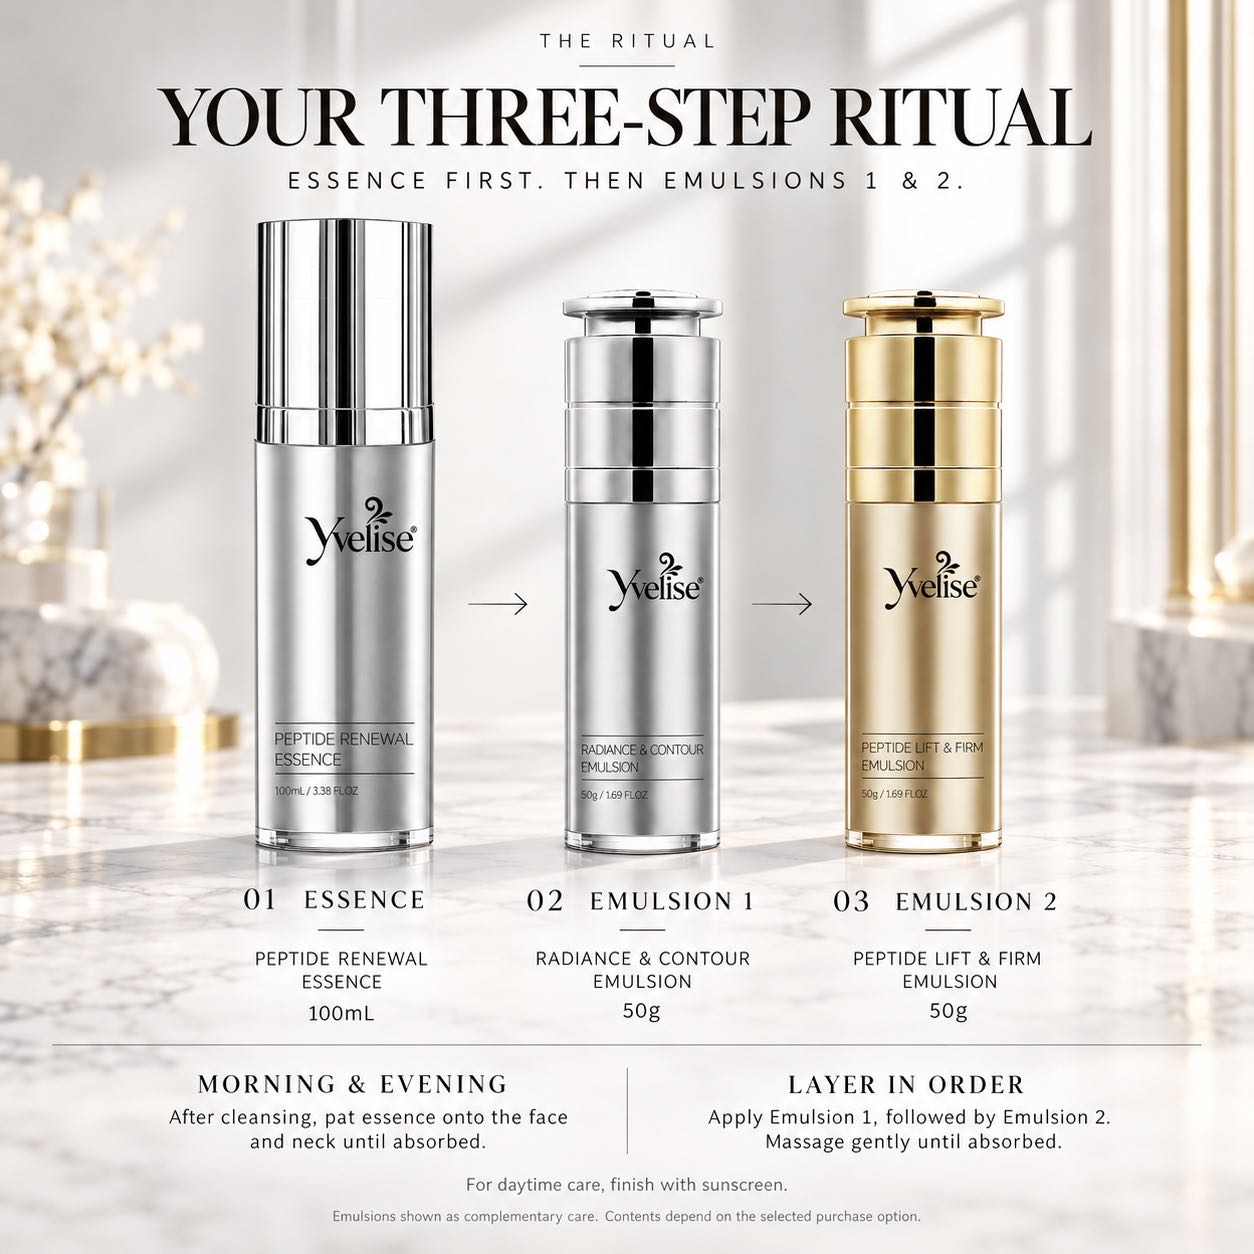 THE RITUAL
YOUR THREE-STEP RITUAL
ESSENCE FIRST. THEN EMULSIONS 1 & 2.
Yvelise®
PEPTIDE RENEWAL
ESSENCE
100mL / 3.38 FLOZ
Yvelise®
RADIANCE & CONTOUR
EMULSION
50g / 1.69 FLOZ
Yvelise®
PEPTIDE LIFT & FIRM
EMULSION
50g / 1.69 FLOZ
01 ESSENCE
PEPTIDE RENEWAL
ESSENCE
100mL
02 EMULSION 1
RADIANCE & CONTOUR
EMULSION
50g
03 EMULSION 2
PEPTIDE LIFT & FIRM
EMULSION
50g
MORNING & EVENING
After cleansing, pat essence onto the face
and neck until absorbed.
LAYER IN ORDER
Apply Emulsion 1, followed by Emulsion 2.
Massage gently until absorbed.
For daytime care, finish with sunscreen.
Emulsions shown as complementary care. Contents depend on the selected purchase option.